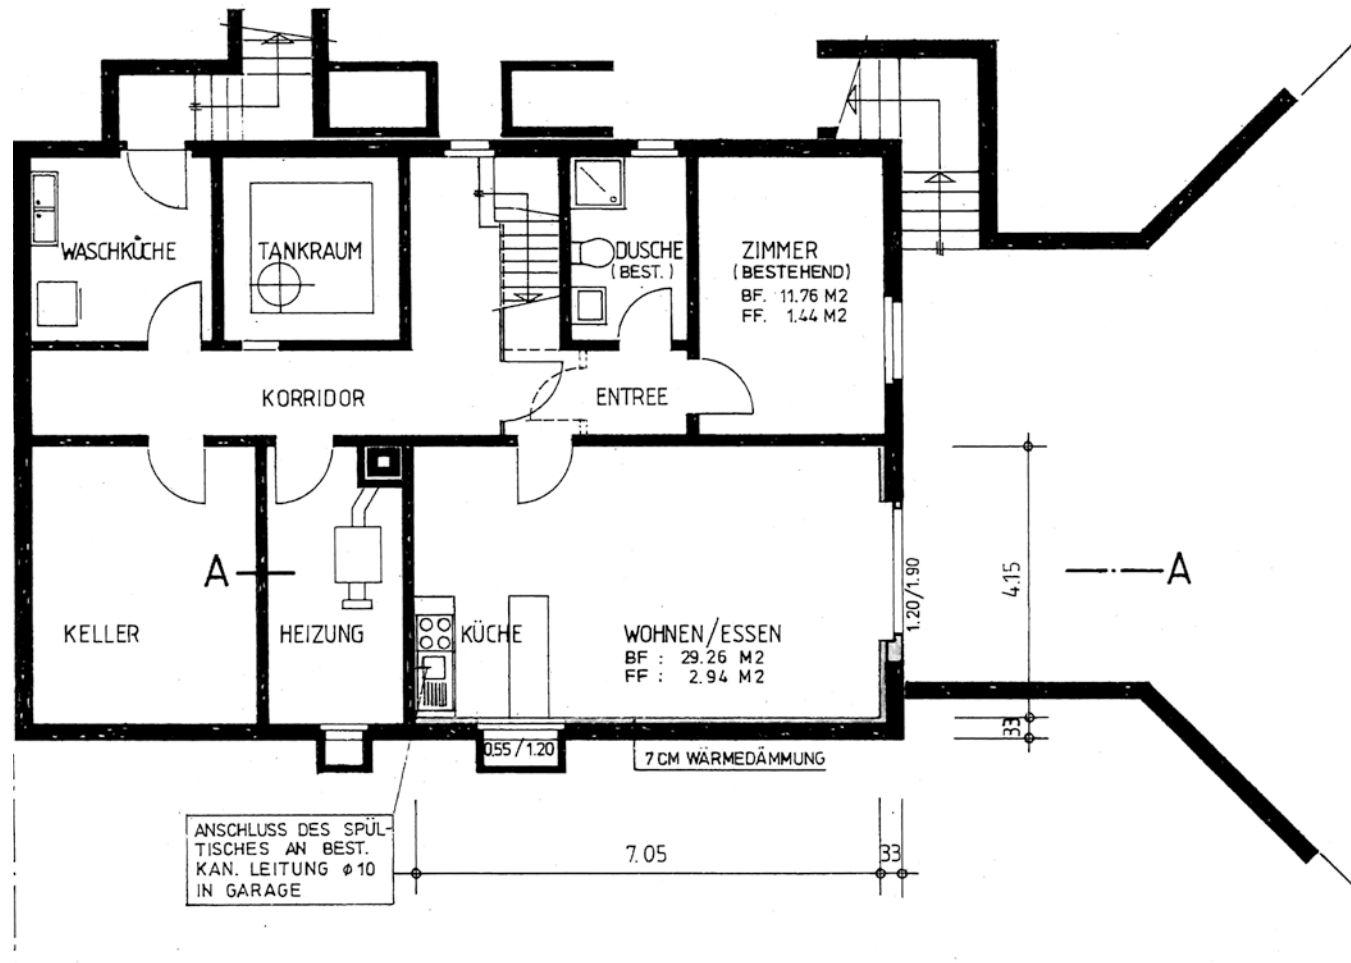 WASCHKÜCHE
TANKRAUM
DUSCHE
(BEST.)
ZIMMER
(BESTEHEND)
BF. 11.76 M2
FF. 1.44 M2
KORRIDOR
ENTREE
A
A
KELLER
HEIZUNG
KÜCHE
WOHNEN/ESSEN
BF : 29.26 M2
FF : 2.94 M2
1.20/1.90
4.15
33
0.55/1.20
7 CM WÄRMEDÄMMUNG
ANSCHLUSS DES SPÜL-
TISCHES AN BEST.
KAN. LEITUNG ϕ 10
IN GARAGE
7.05
33